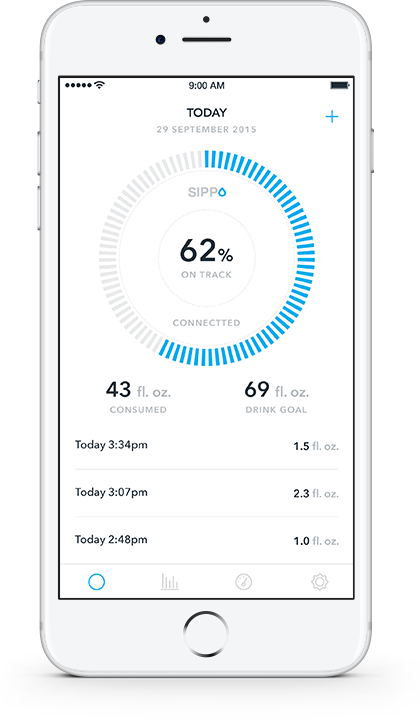 9:00 AM
TODAY
29 SEPTEMBER 2015
+
SIPPO
62%
ON TRACK
CONNECTTED
43 fl. oz.
CONSUMED
69 fl. oz.
DRINK GOAL
Today 3:34pm 1.5 fl. oz.
Today 3:07pm 2.3 fl. oz.
Today 2:48pm 1.0 fl. oz.